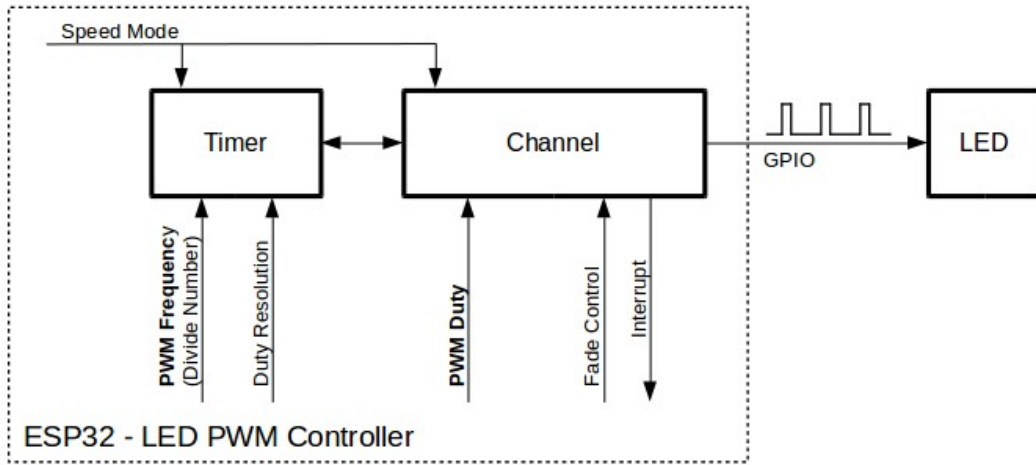 Speed Mode
Timer
Channel
GPIO
LED
PWM Frequency
(Divide Number)
Duty Resolution
PWM Duty
Fade Control
Interrupt
ESP32 - LED PWM Controller